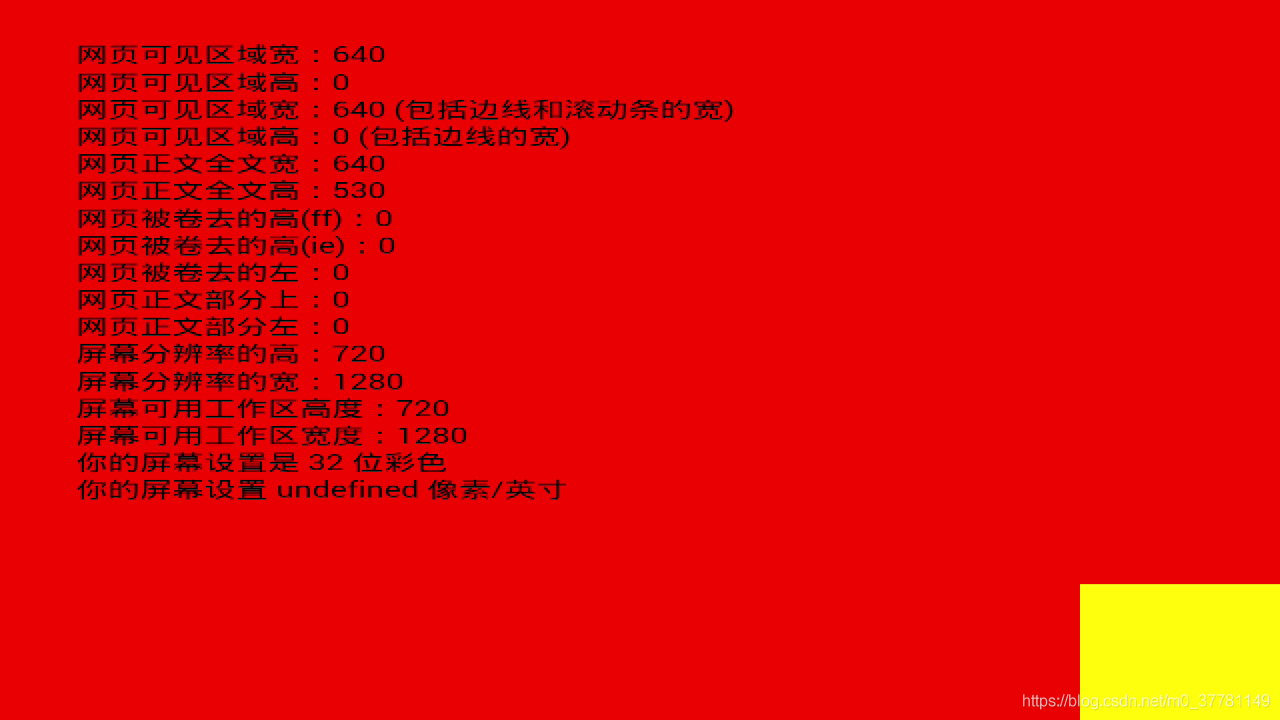 网页可见区域宽：640
网页可见区域高：0
网页可见区域宽：640 (包括边线和滚动条的宽)
网页可见区域高：0 (包括边线的宽)
网页正文全文宽：640
网页正文全文高：530
网页被卷去的高(ff)：0
网页被卷去的高(ie)：0
网页被卷去的左：0
网页正文部分上：0
网页正文部分左：0
屏幕分辨率的高：720
屏幕分辨率的宽：1280
屏幕可用工作区高度：720
屏幕可用工作区宽度：1280
你的屏幕设置是 32 位彩色
你的屏幕设置 undefined 像素/英寸
https://blog.csdn.net/m0_37781149